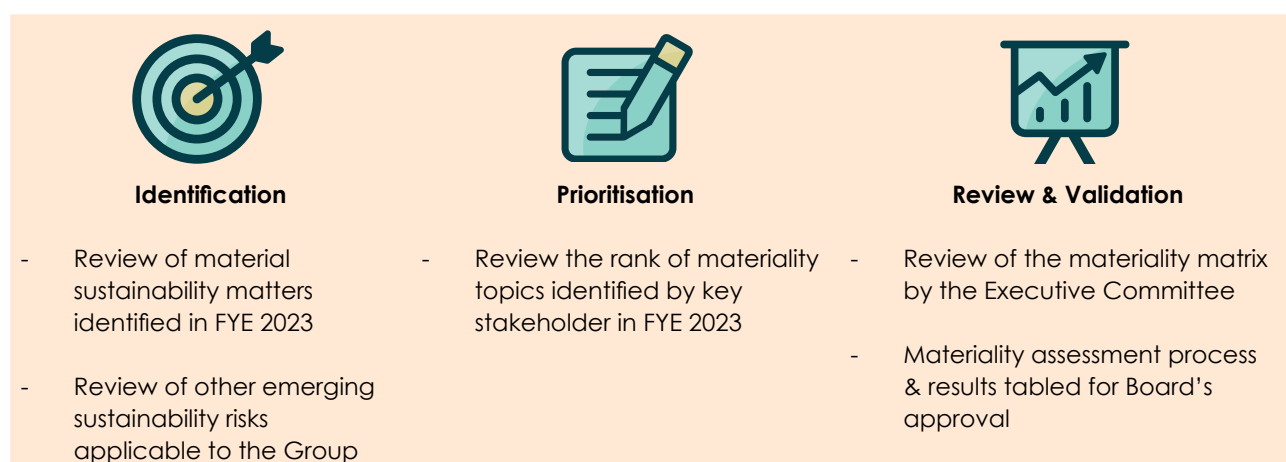 Identification
- Review of material
sustainability matters
identified in FYE 2023
- Review of other emerging
sustainability risks
applicable to the Group
Prioritisation
- Review the rank of materiality
topics identified by key
stakeholder in FYE 2023
Review & Validation
- Review of the materiality matrix
by the Executive Committee
- Materiality assessment process
& results tabled for Board’s
approval